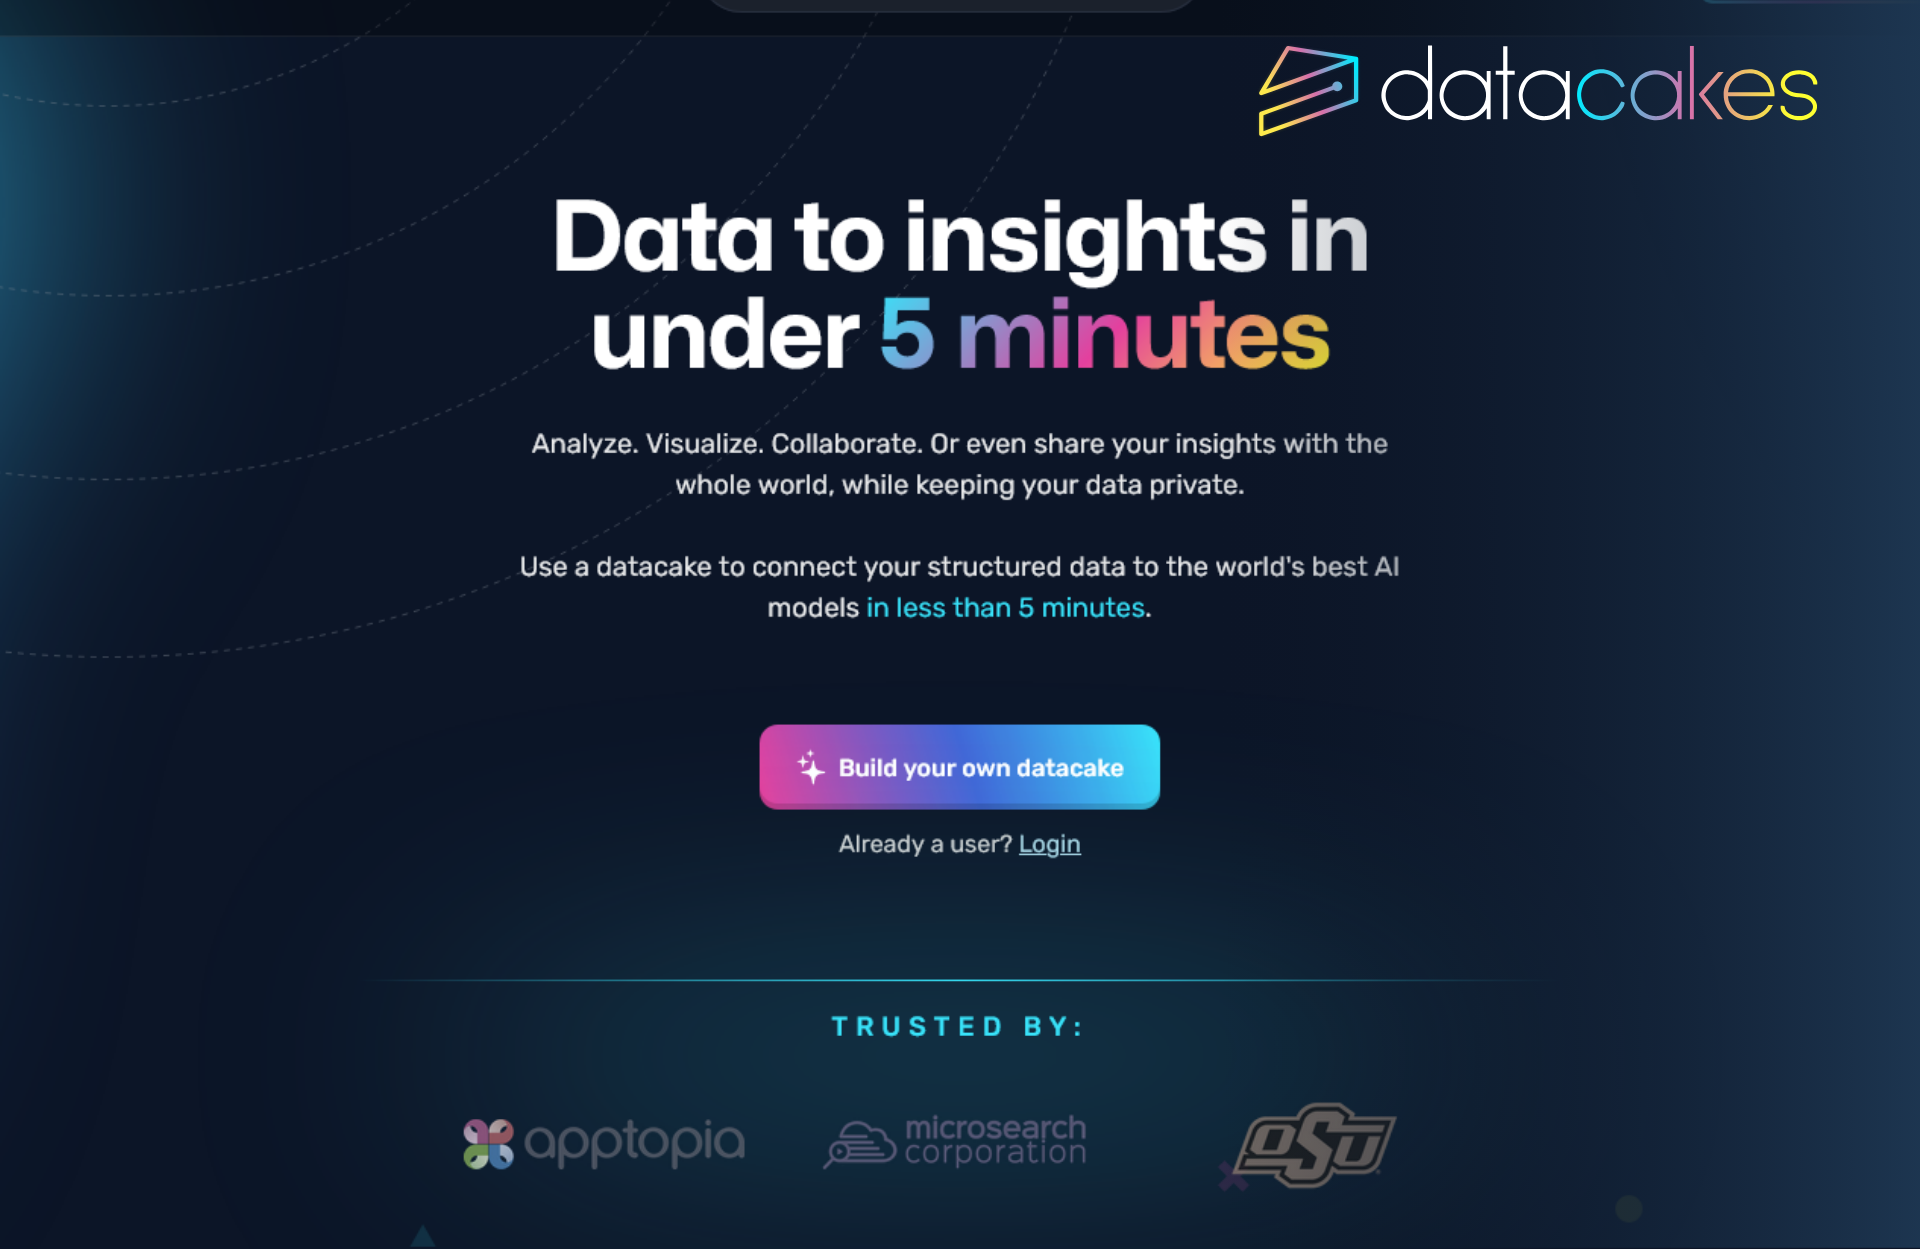 datacakes
Data to insights in
under 5 minutes
Analyze. Visualize. Collaborate. Or even share your insights with the
whole world, while keeping your data private.
Use a datacake to connect your structured data to the world's best AI
models in less than 5 minutes.
Build your own datacake
Already a user? Login
TRUSTED BY:
apptopia
microsearch
corporation
OSU